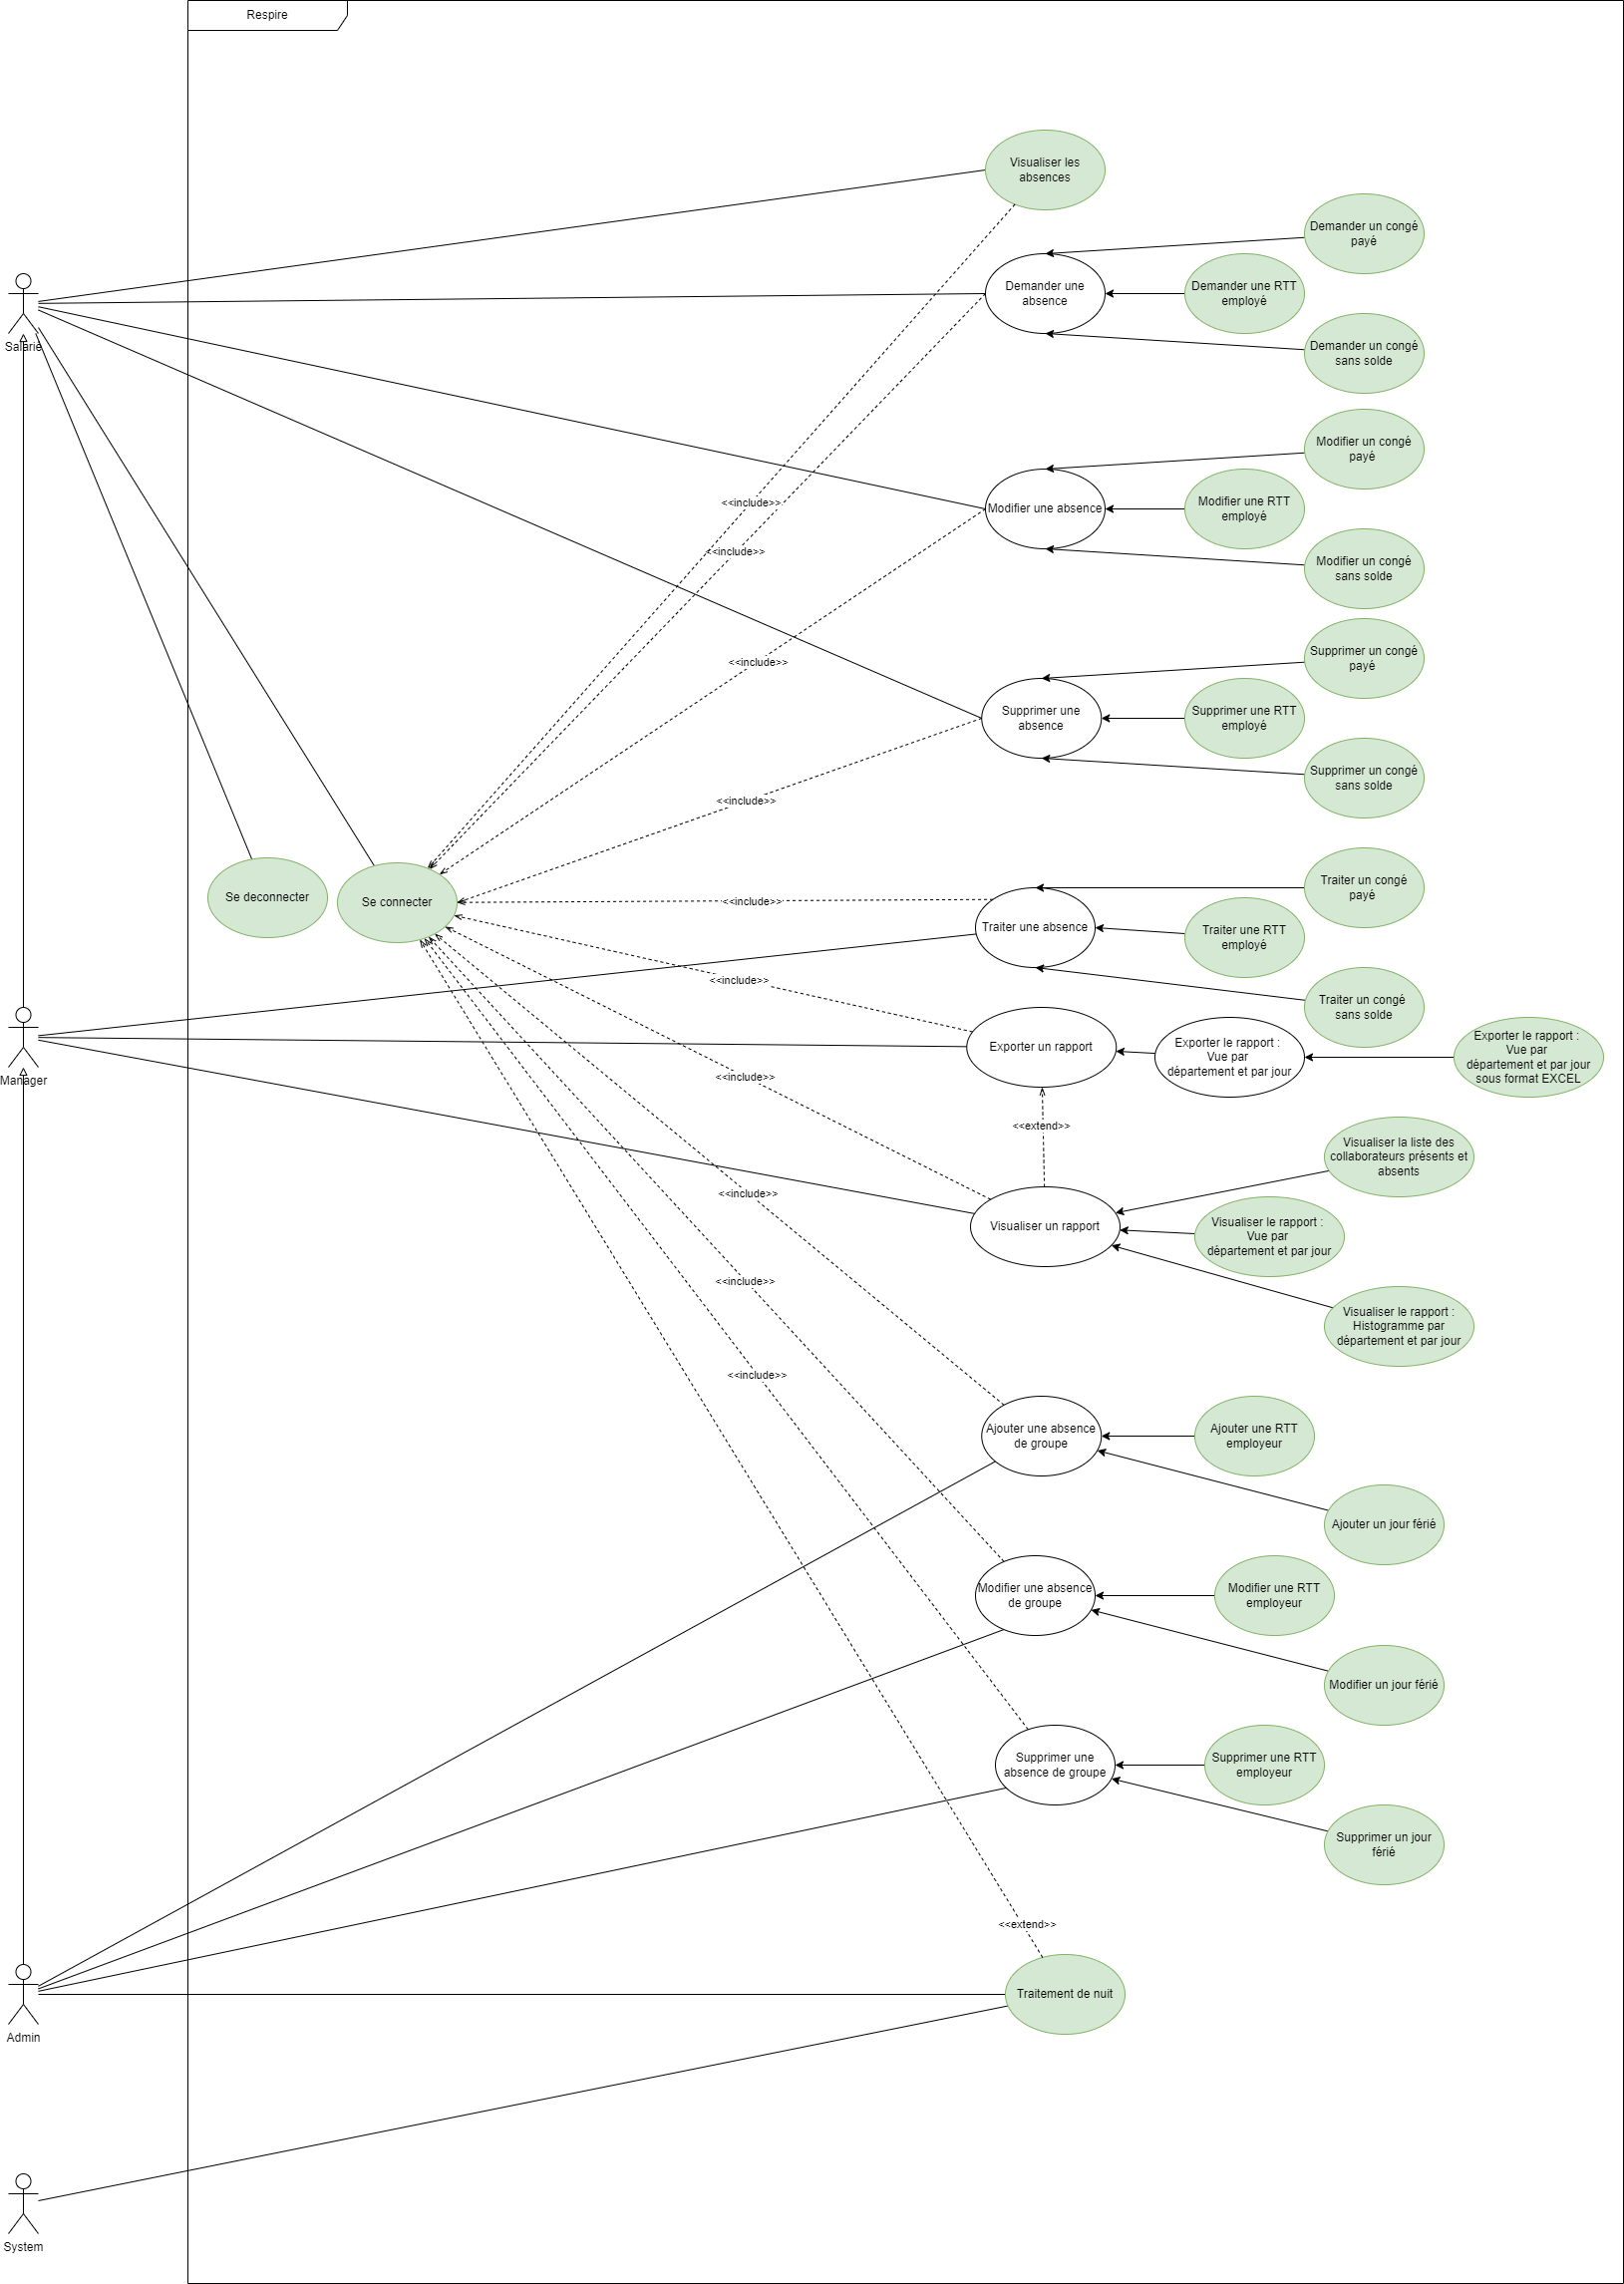 Respire
Visualiser les
absences
Demander un congé
payé
Demander une
absence
Demander une RTT
employé
Demander un congé
sans solde
Salarié
Modifier un congé
payé
<<include>>
Modifier une absence
Modifier une RTT
employé
<<include>>
Modifier un congé
sans solde
<<include>>
Supprimer un congé
payé
Supprimer une
absence
Supprimer une RTT
employé
Supprimer un congé
sans solde
<<include>>
Se deconnecter
Se connecter
<<include>>
Traiter une absence
Traiter un congé
payé
Traiter une RTT
employé
Traiter un congé
sans solde
<<include>>
Manager
Exporter un rapport
Exporter le rapport :
Vue par
département et par jour
Exporter le rapport :
Vue par
département et par jour
sous format EXCEL
<<include>>
<<extend>>
Visualiser la liste des
collaborateurs présents et
absents
<<include>>
Visualiser un rapport
Visualiser le rapport :
Vue par
département et par jour
<<include>>
Visualiser le rapport :
Histogramme par
département et par jour
<<include>>
Ajouter une absence
de groupe
Ajouter une RTT
employeur
Ajouter un jour férié
Modifier une absence
de groupe
Modifier une RTT
employeur
Modifier un jour férié
Supprimer une
absence de groupe
Supprimer une RTT
employeur
Supprimer un jour
férié
<<extend>>
Traitement de nuit
Admin
System